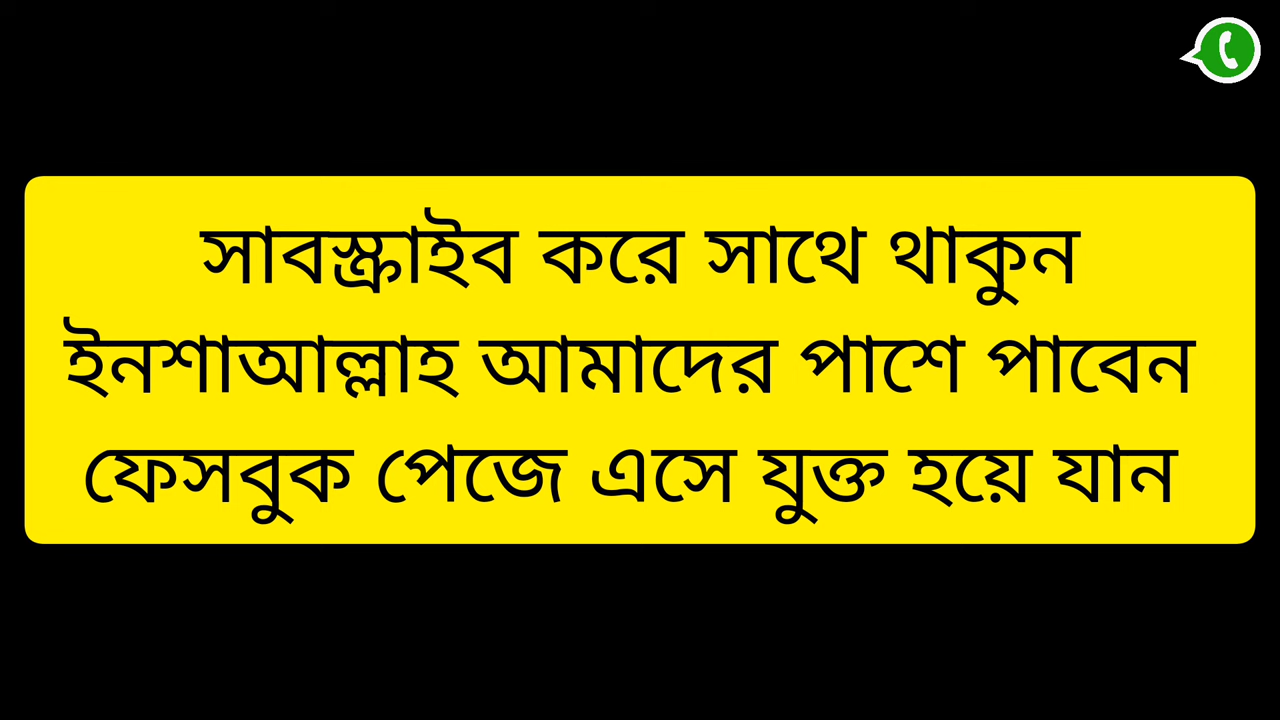 সাবস্ক্রাইব করে সাথে থাকুন
ইনশাআল্লাহ আমাদের পাশে পাবেন
ফেসবুক পেজে এসে যুক্ত হয়ে যান